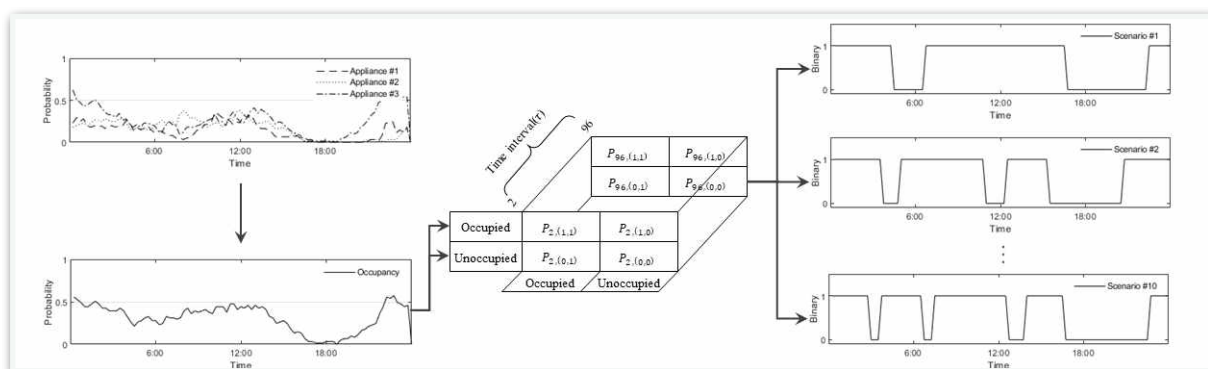 1
0.5
0
Probability
Appliance #1
Appliance #2
Appliance #3
6:00 12:00 18:00
Time
1
0.5
0
Probability
Occupancy
6:00 12:00 18:00
Time
Time interval(τ)
2
96
P96,(1,1) P96,(1,0)
P96,(0,1) P96,(0,0)
Occupied P2,(1,1) P2,(1,0)
Unoccupied P2,(0,1) P2,(0,0)
Occupied Unoccupied
Scenario #1
Binary
1
0
6:00 12:00 18:00
Time
Scenario #2
Binary
1
0
6:00 12:00 18:00
Time
⋮
Scenario #10
Binary
1
0
6:00 12:00 18:00
Time